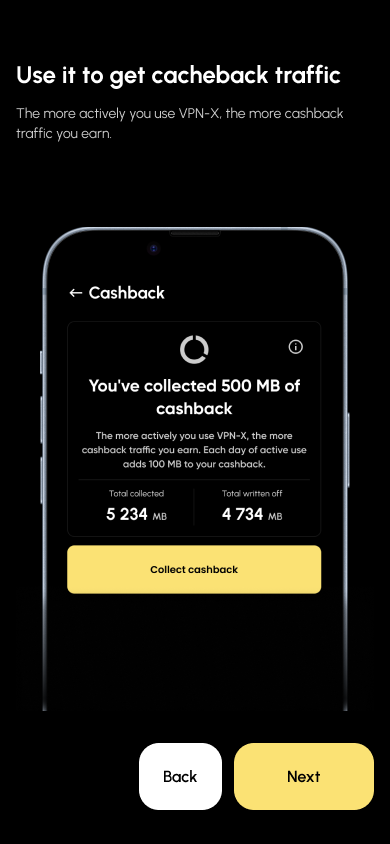 Use it to get cacheback traffic
The more actively you use VPN-X, the more cashback
traffic you earn.
← Cashback
You've collected 500 MB of
cashback
The more actively you use VPN-X, the more
cashback traffic you earn. Each day of active use
adds 100 MB to your cashback.
Total collected
5 234 MB
Total written off
4 734 MB
Collect cashback
Back
Next